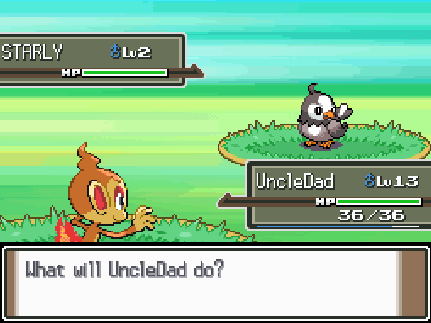 STARLY ♂Lv2
HP
UncleDad ♂Lv13
HP
36/36
What will UncleDad do?